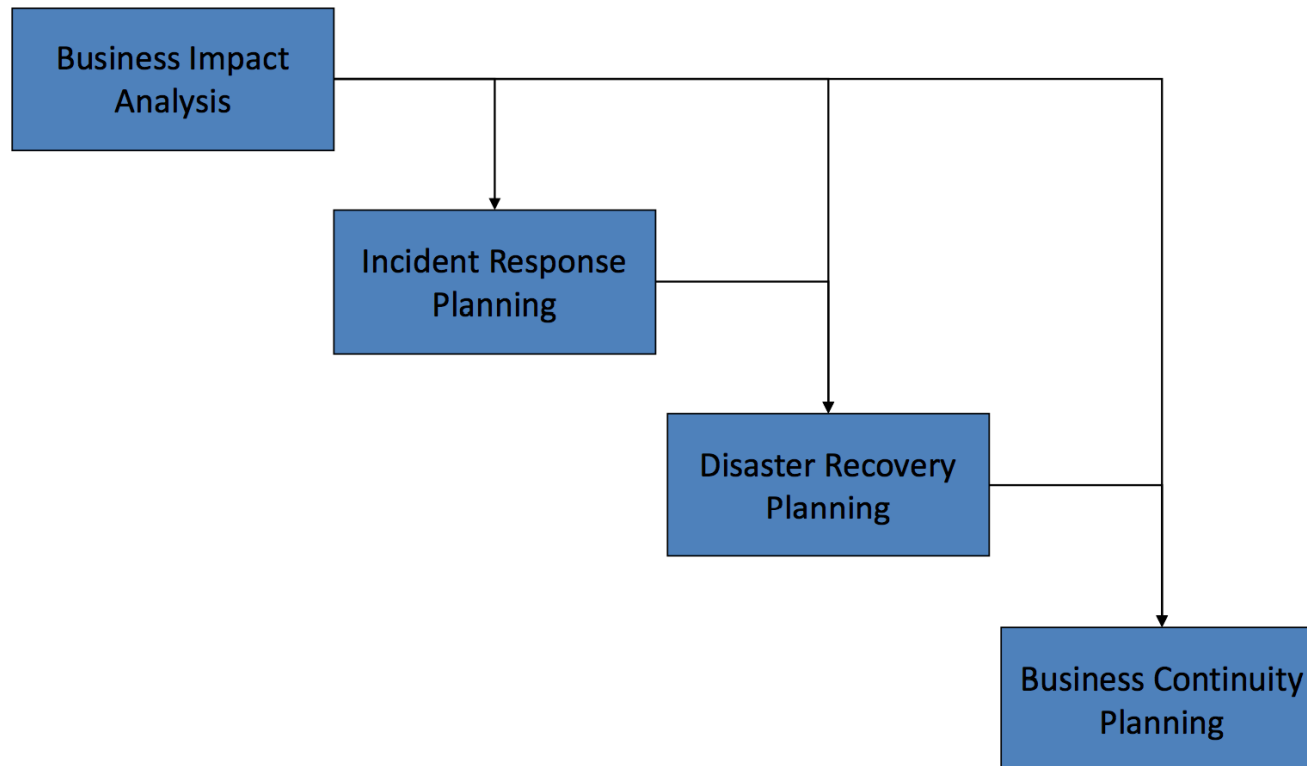 Business Impact
Analysis
Incident Response
Planning
Disaster Recovery
Planning
Business Continuity
Planning